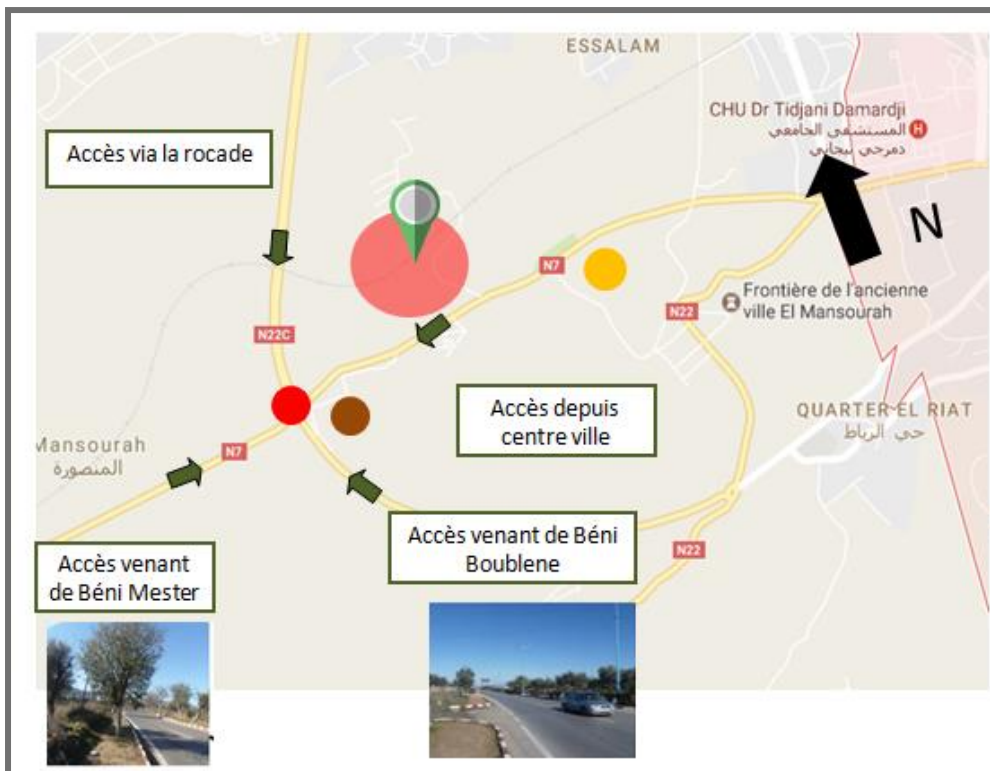 ESSALAM
CHU Dr Tidjani Damardji
المستشفى الجامعي
دمرجي تيجاني
Accès via la rocade
N
N7
Frontière de l'ancienne
ville El Mansourah
N22
N22C
Accès depuis
centre ville
QUARTER EL RIAT
حي الرياط
Mansourah
المنصورة
N7
Accès venant de Béni
Boublene
N22
Accès venant
de Béni Mester